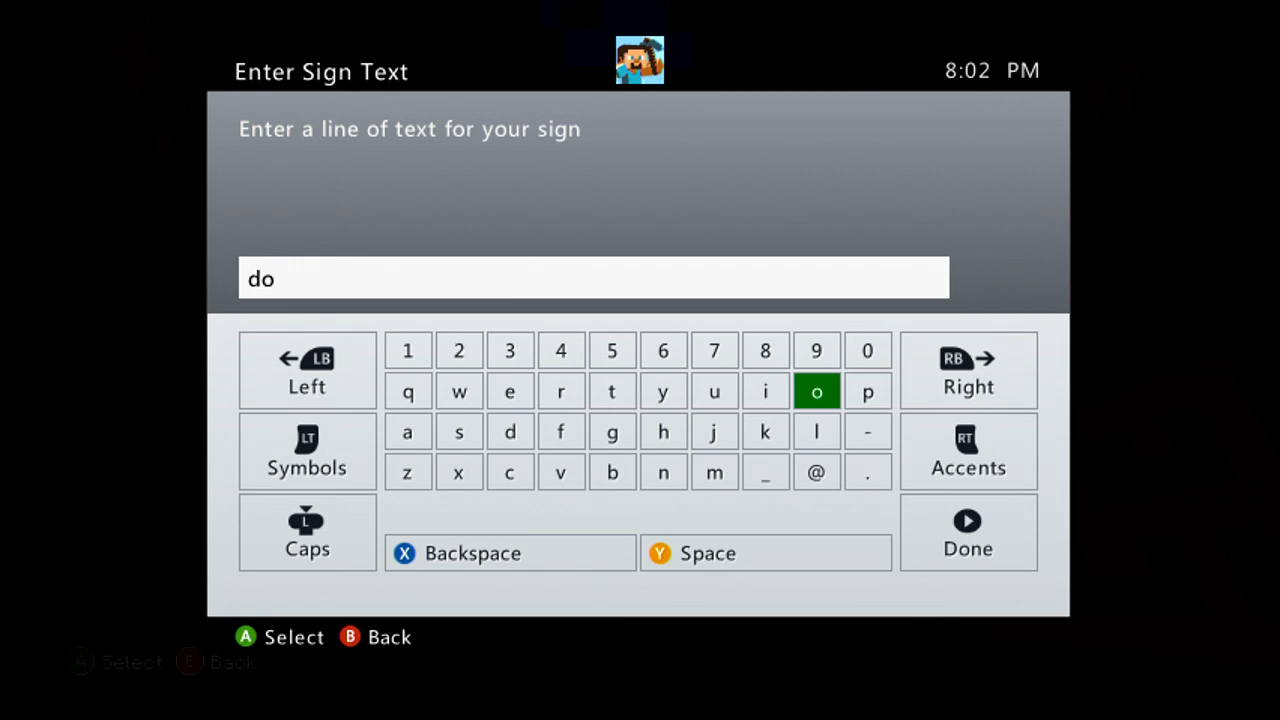 Enter Sign Text
8:02 PM
Enter a line of text for your sign
do
LB
Left
1 2 3 4 5 6 7 8 9 0
RB
Right
q w e r t y u i o p
LT
Symbols
a s d f g h j k l -
RT
Accents
z x c v b n m _ @ .
L
Caps
X Backspace
Y Space
Done
A Select B Back
A Select B Back